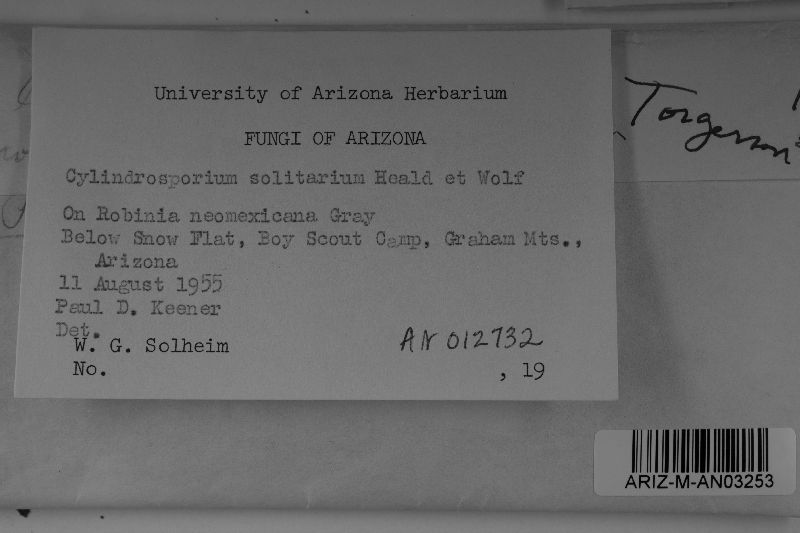 University of Arizona Herbarium
FUNGI OF ARIZONA
Cylindrosporium solitarium Heald et Wolf
On Robinia neomexicana Gray
Below Snow Flat, Boy Scout Camp, Graham Mts.,
Arizona
11 August 1955
Paul D. Keener
Det.
W. G. Solheim
AN 012732
No. , 19
Torgerson
ARIZ-M-AN03253